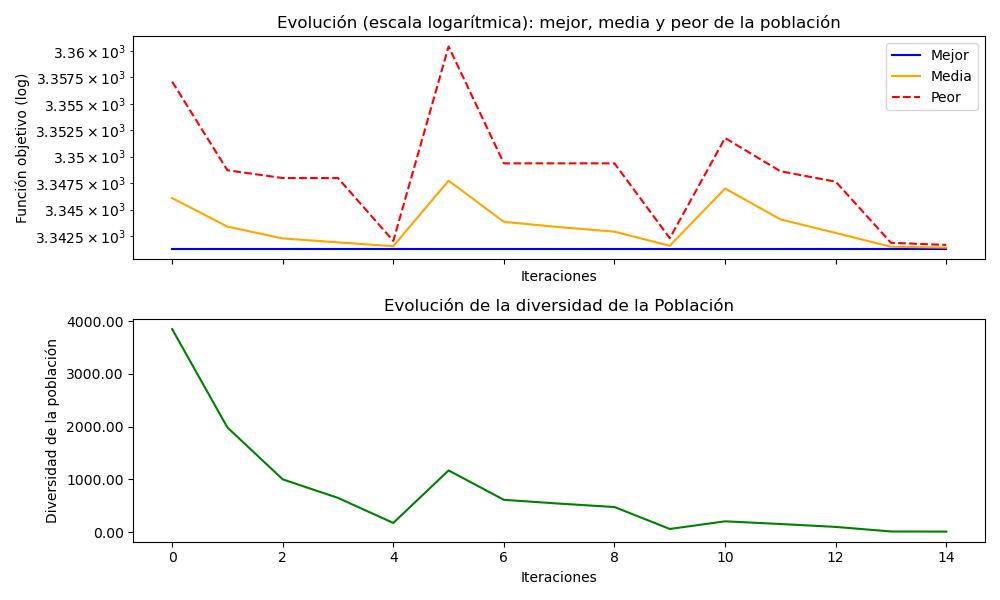 Evolución (escala logarítmica): mejor, media y peor de la población
Función objetivo (log)
3.36 × 10³
3.3575 × 10³
3.355 × 10³
3.3525 × 10³
3.35 × 10³
3.3475 × 10³
3.345 × 10³
3.3425 × 10³
Mejor
Media
Peor
Iteraciones
Evolución de la diversidad de la Población
Diversidad de la población
4000.00
3000.00
2000.00
1000.00
0.00
0 2 4 6 8 10 12 14
Iteraciones